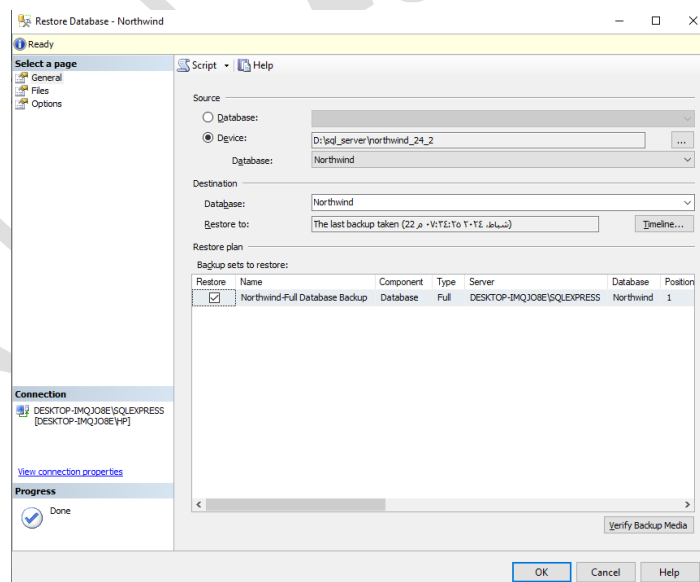 Restore Database - Northwind
Ready
Select a page
General
Files
Options
Script
Help
Source
Database:
Device:
D:\sql_server\northwind_24_2
...
Database:
Northwind
Destination
Database:
Northwind
Restore to:
The last backup taken (22 شباط، ٢٠٢٤ ٠٧:٣٤:٢٥ م)
Timeline...
Restore plan
Backup sets to restore:
Restore Name Component Type Server Database Position
Northwind-Full Database Backup Database Full DESKTOP-IMQJO8E\SQLEXPRESS Northwind 1
Connection
DESKTOP-IMQJO8E\SQLEXPRESS
[DESKTOP-IMQJO8E\HP]
View connection properties
Progress
Done
Verify Backup Media
OK
Cancel
Help